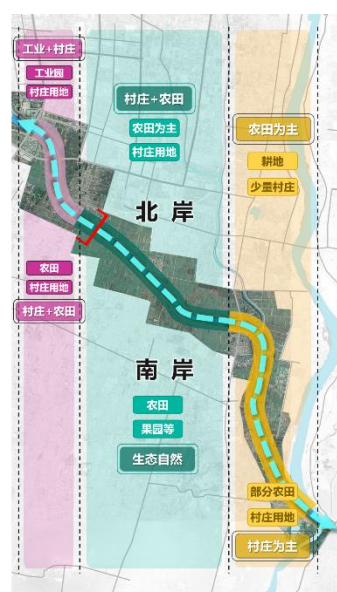 工业+村庄
工业园
村庄用地
村庄+农田
农田为主
村庄用地
农田为主
耕地
少量村庄
北岸
农田
村庄用地
村庄+农田
南岸
农田
果园等
生态自然
部分农田
村庄用地
村庄为主